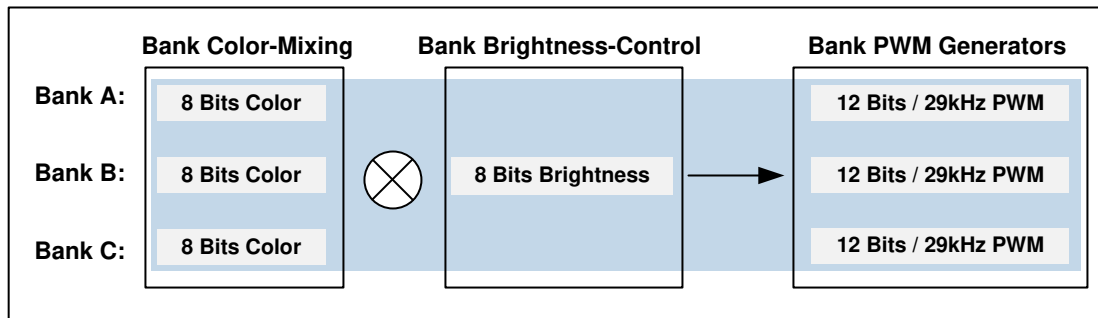 Bank Color-Mixing Bank Brightness-Control Bank PWM Generators
Bank A: 8 Bits Color 12 Bits / 29kHz PWM
Bank B: 8 Bits Color 8 Bits Brightness 12 Bits / 29kHz PWM
Bank C: 8 Bits Color 12 Bits / 29kHz PWM